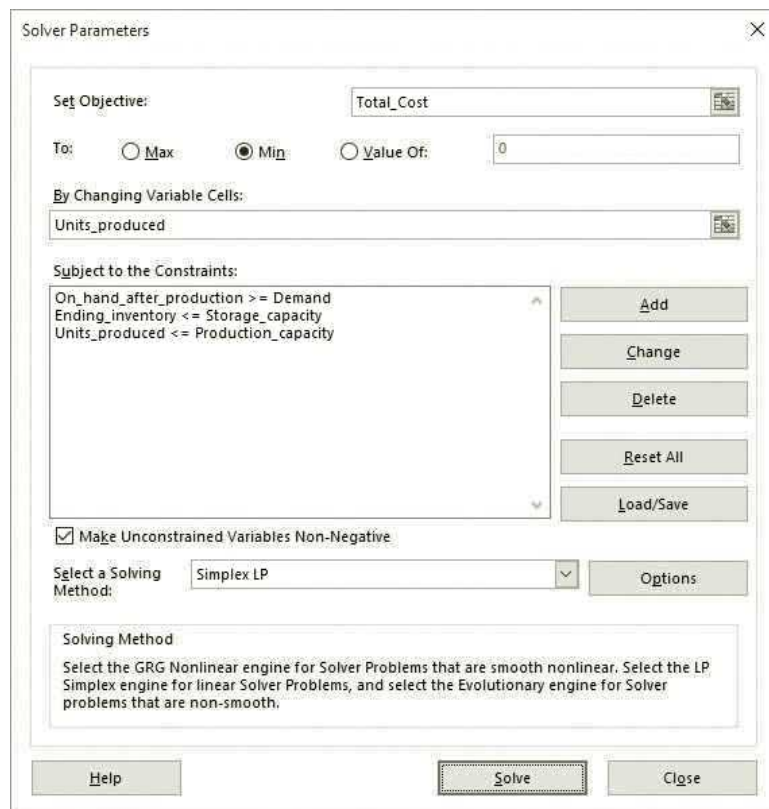 Solver Parameters
Set Objective:
Total_Cost
To:
Max
Min
Value Of:
0
By Changing Variable Cells:
Units_produced
Subject to the Constraints:
On_hand_after_production >= Demand
Ending_inventory <= Storage_capacity
Units_produced <= Production_capacity
Add
Change
Delete
Reset All
Load/Save
Make Unconstrained Variables Non-Negative
Select a Solving
Method:
Simplex LP
Options
Solving Method
Select the GRG Nonlinear engine for Solver Problems that are smooth nonlinear. Select the LP
Simplex engine for linear Solver Problems, and select the Evolutionary engine for Solver
problems that are non-smooth.
Help
Solve
Close